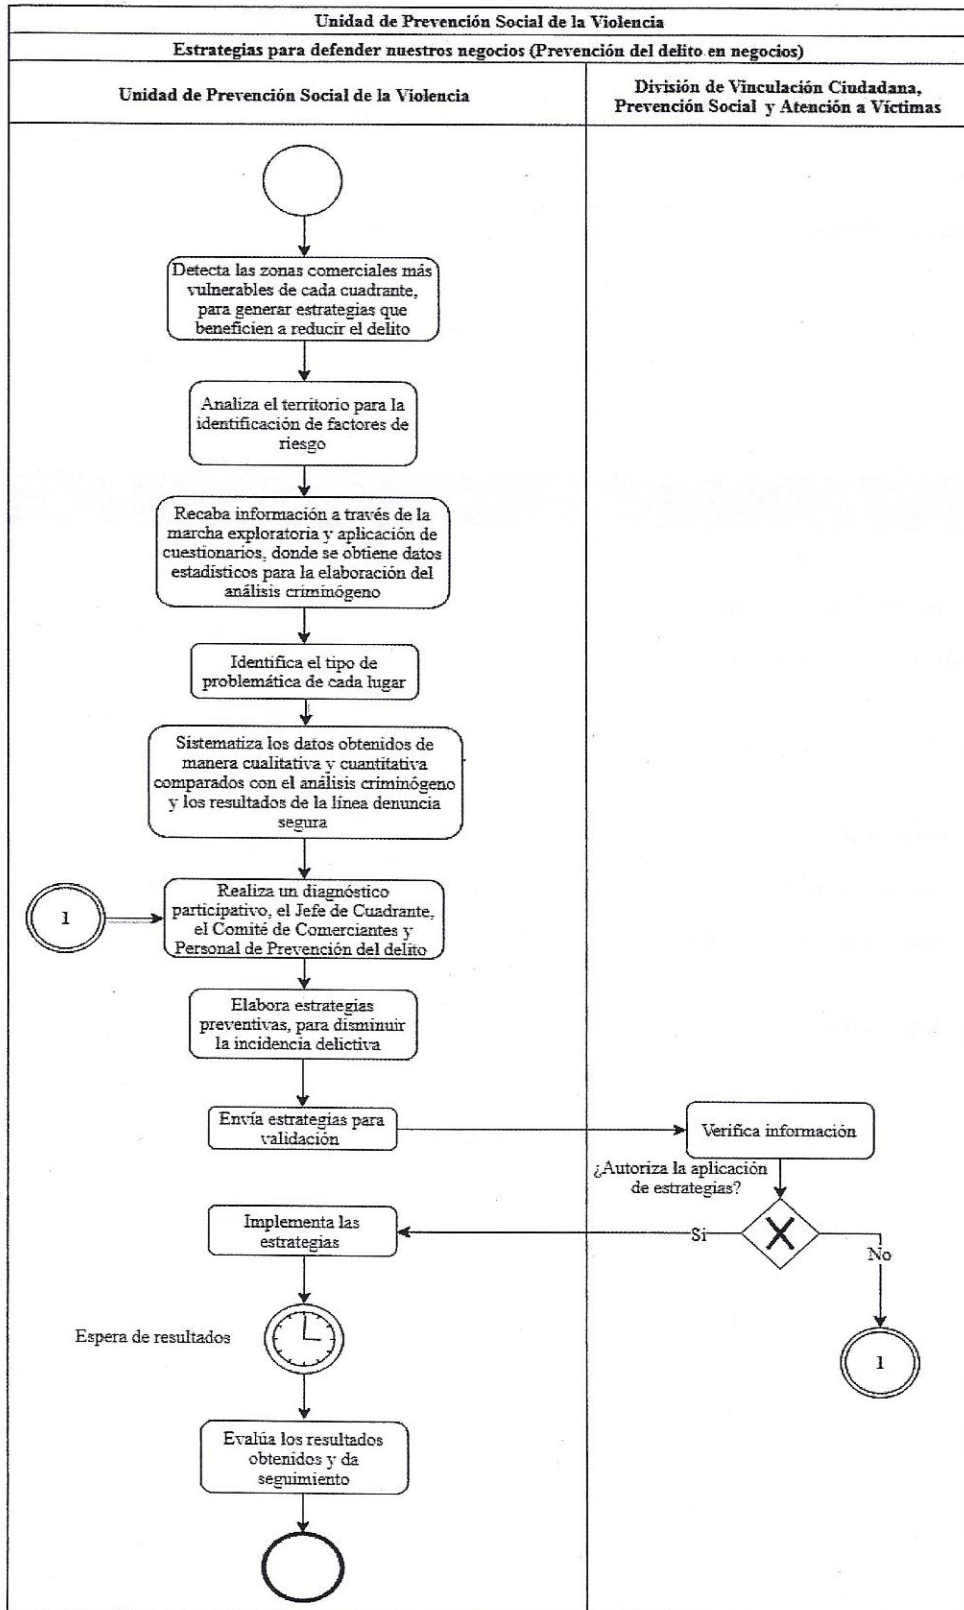 Unidad de Prevención Social de la Violencia
Estrategias para defender nuestros negocios (Prevención del delito en negocios)
Unidad de Prevención Social de la Violencia
División de Vinculación Ciudadana,
Prevención Social y Atención a Víctimas
Detecta las zonas comerciales más
vulnerables de cada cuadrante,
para generar estrategias que
beneficien a reducir el delito
Analiza el territorio para la
identificación de factores de
riesgo
Recaba información a través de la
marcha exploratoria y aplicación de
cuestionarios, donde se obtiene datos
estadísticos para la elaboración del
análisis criminógeno
Identifica el tipo de
problemática de cada lugar
Sistematiza los datos obtenidos de
manera cualitativa y cuantitativa
comparados con el análisis criminógeno
y los resultados de la línea denuncia
segura
1
Realiza un diagnóstico
participativo, el Jefe de Cuadrante,
el Comité de Comerciantes y
Personal de Prevención del delito
Elabora estrategias
preventivas, para disminuir
la incidencia delictiva
Envía estrategias para
validación
Verifica información
¿Autoriza la aplicación
de estrategias?
Implementa las
estrategias
Si
No
Espera de resultados
1
Evalúa los resultados
obtenidos y da
seguimiento